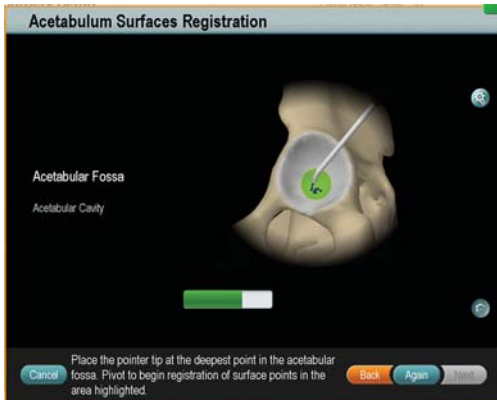 Acetabulum Surfaces Registration
Acetabular Fossa
Acetabular Cavity
Place the pointer tip at the deepest point in the acetabular
fossa. Pivot to begin registration of surface points in the
area highlighted.
Cancel
Back
Again
Next